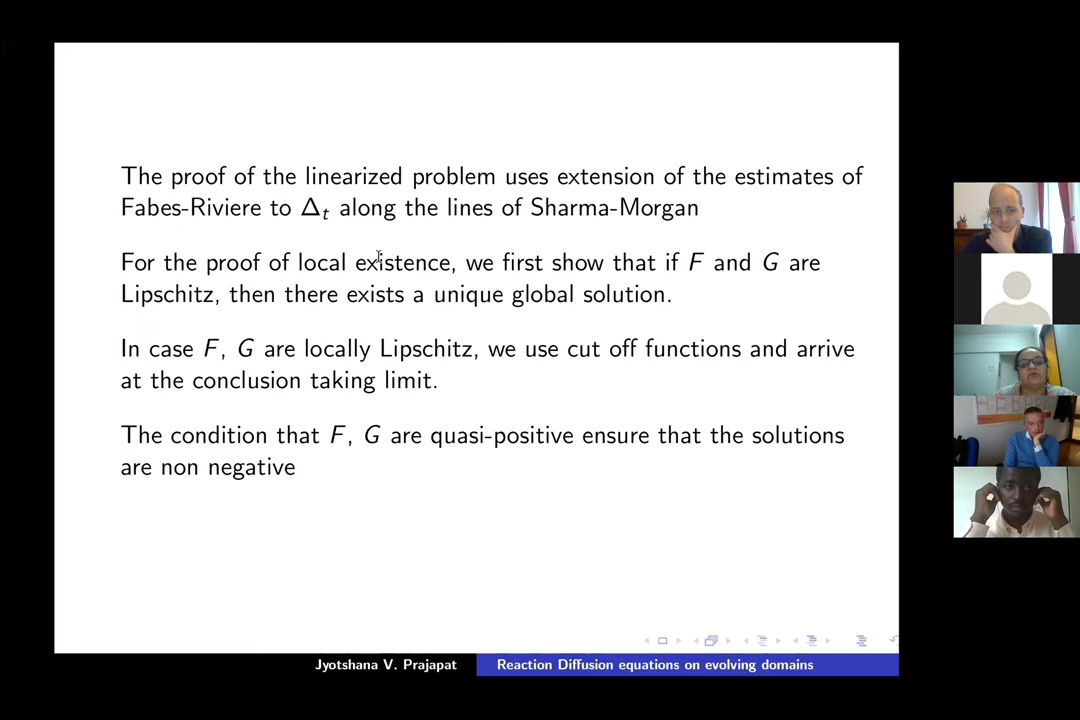 The proof of the linearized problem uses extension of the estimates of
Fabes-Riviere to Δt along the lines of Sharma-Morgan
For the proof of local existence, we first show that if F and G are
Lipschitz, then there exists a unique global solution.
In case F, G are locally Lipschitz, we use cut off functions and arrive
at the conclusion taking limit.
The condition that F, G are quasi-positive ensure that the solutions
are non negative
Jyotshana V. Prajapat
Reaction Diffusion equations on evolving domains